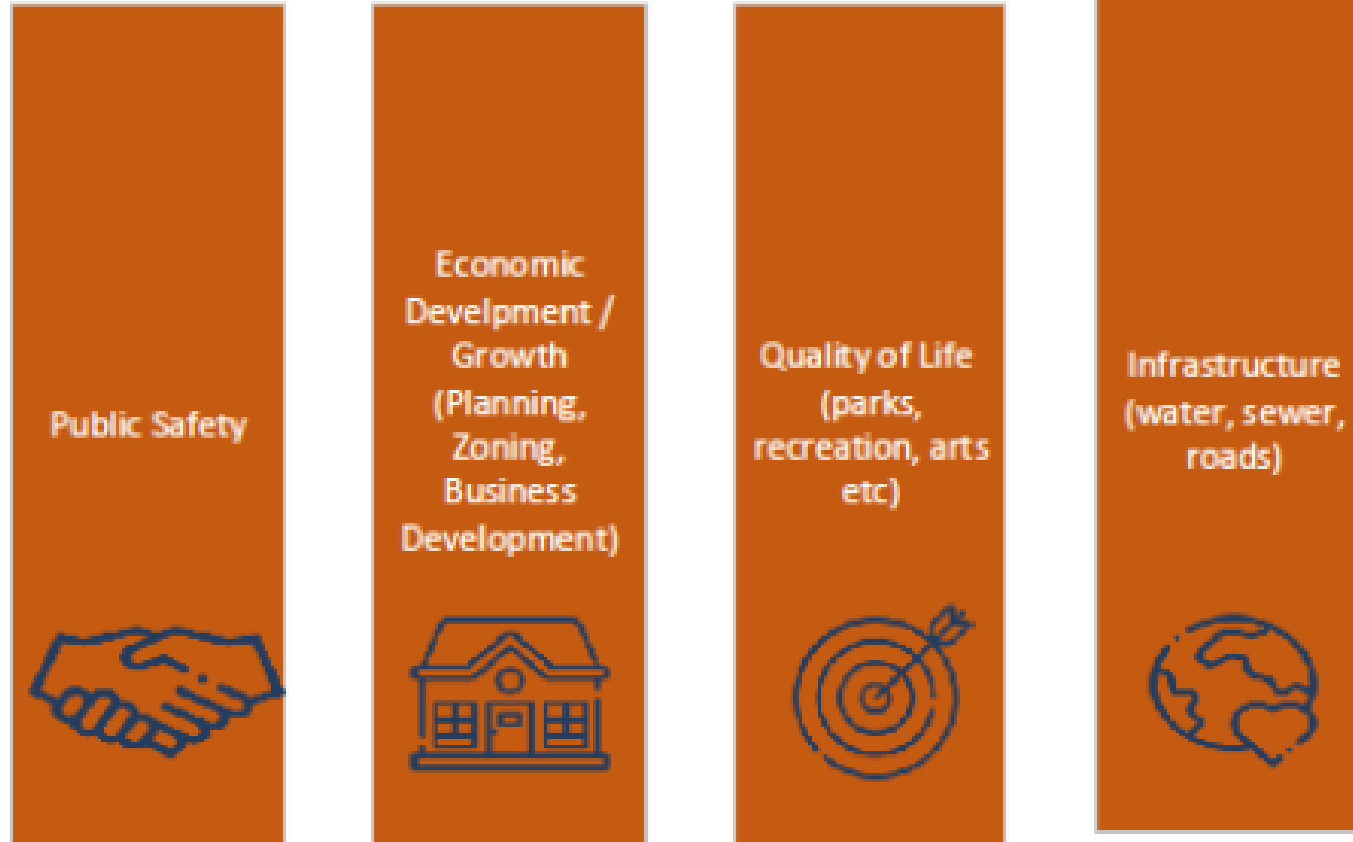 Public Safety
Economic
Develpment /
Growth
(Planning,
Zoning,
Business
Development)
Quality of Life
(parks,
recreation, arts
etc)
Infrastructure
(water, sewer,
roads)